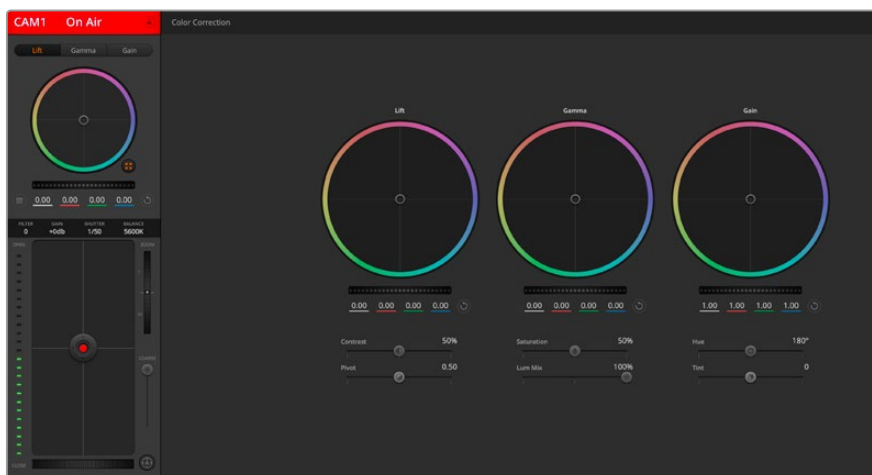 CAM1 On Air
Color Correction
Lift Gamma Gain
0.00 0.00 0.00 0.00
FILTER GAIN SHUTTER BALANCE
0 +0db 1/50 5600K
OPEN ZOOM
T
W
COARSE
CLOSE
Lift Gamma Gain
0.00 0.00 0.00 0.00 0.00 0.00 0.00 0.00 1.00 1.00 1.00 1.00
Contrast 50% Saturation 50% Hue 180°
Pivot 0.50 Lum Mix 100% Tint 0